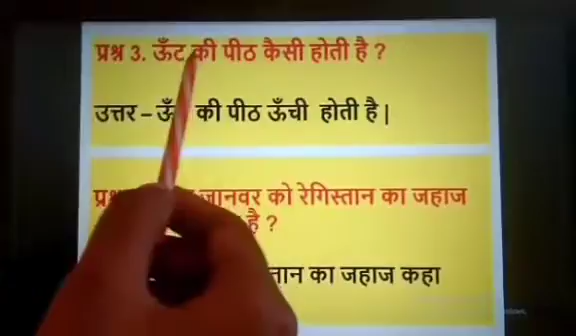 प्रश्न 3. ऊँट की पीठ कैसी होती है ?
उत्तर – की पीठ ऊँची होती है |
जानवर को रेगिस्तान का जहाज
है ?
का जहाज कहा